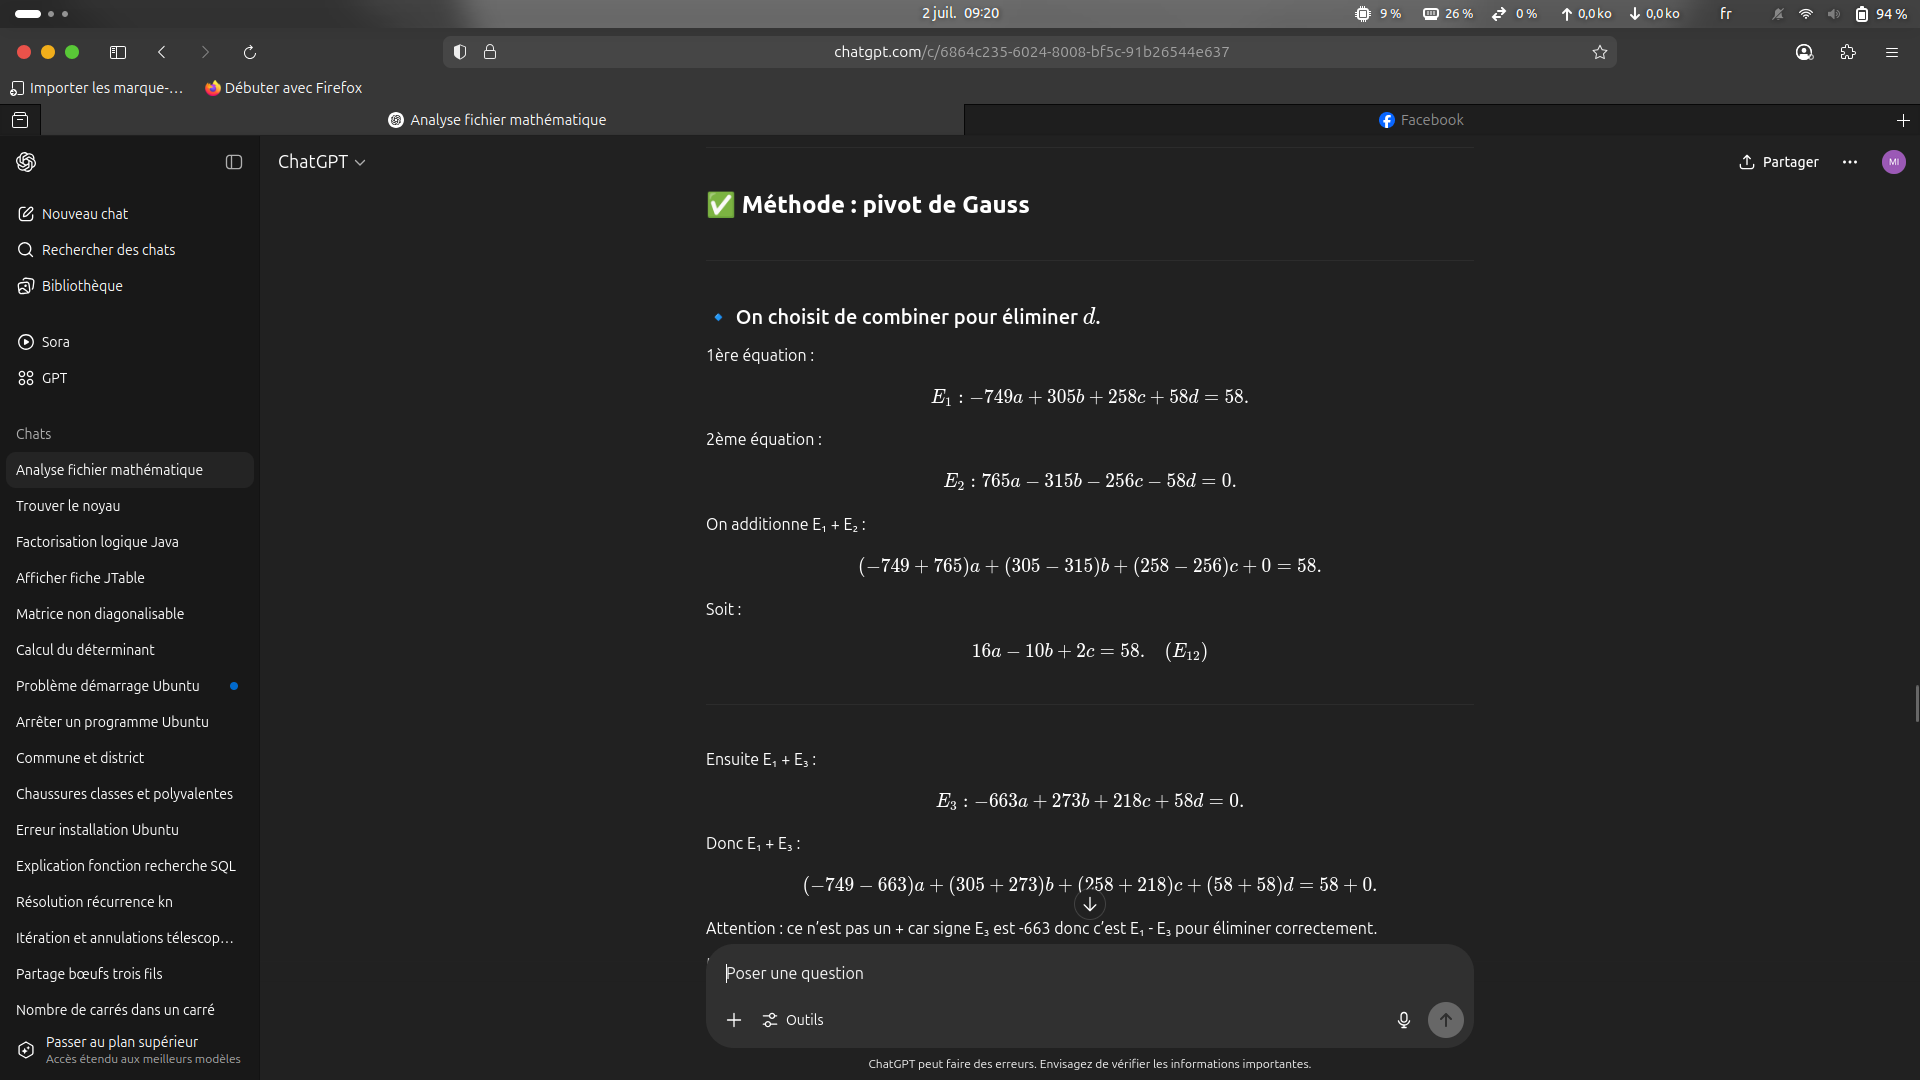 2 juil. 09:20
9 %
26 %
0 %
0,0 ko
0,0 ko
fr
94 %
chatgpt.com/c/6864c235-6024-8008-bf5c-91b26544e637
Importer les marque-…
Débuter avec Firefox
Analyse fichier mathématique
Facebook
ChatGPT
Partager
MI
Nouveau chat
Rechercher des chats
Bibliothèque
Sora
GPT
Chats
Analyse fichier mathématique
Trouver le noyau
Factorisation logique Java
Afficher fiche JTable
Matrice non diagonalisable
Calcul du déterminant
Problème démarrage Ubuntu
Arrêter un programme Ubuntu
Commune et district
Chaussures classes et polyvalentes
Erreur installation Ubuntu
Explication fonction recherche SQL
Résolution récurrence kn
Itération et annulations télescop…
Partage bœufs trois fils
Nombre de carrés dans un carré
Passer au plan supérieur
Accès étendu aux meilleurs modèles
✅ Méthode : pivot de Gauss
🔹 On choisit de combiner pour éliminer d.
1ère équation :
E₁ : −749a + 305b + 258c + 58d = 58.
2ème équation :
E₂ : 765a − 315b − 256c − 58d = 0.
On additionne E₁ + E₂ :
(−749 + 765)a + (305 − 315)b + (258 − 256)c + 0 = 58.
Soit :
16a − 10b + 2c = 58. (E₁₂)
Ensuite E₁ + E₃ :
E₃ : −663a + 273b + 218c + 58d = 0.
Donc E₁ + E₃ :
(−749 − 663)a + (305 + 273)b + (258 + 218)c + (58 + 58)d = 58 + 0.
Attention : ce n’est pas un + car signe E₃ est -663 donc c’est E₁ - E₃ pour éliminer correctement.
Poser une question
Outils
ChatGPT peut faire des erreurs. Envisagez de vérifier les informations importantes.